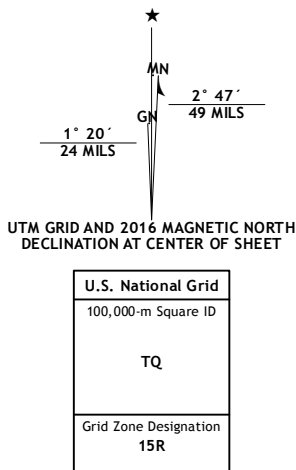 ★
MN
GN
2° 47´
49 MILS
1° 20´
24 MILS
UTM GRID AND 2016 MAGNETIC NORTH
DECLINATION AT CENTER OF SHEET
U.S. National Grid
100,000-m Square ID
TQ
Grid Zone Designation
15R